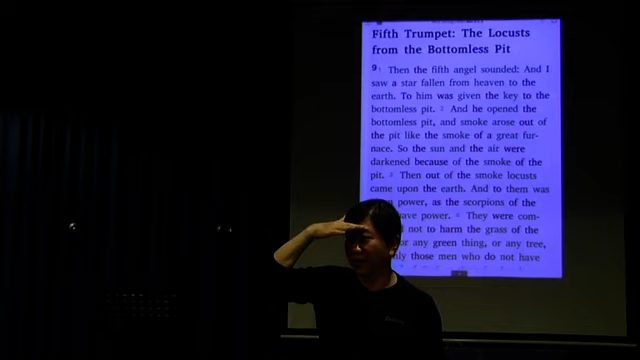 Fifth Trumpet: The Locusts
from the Bottomless Pit
9 1 Then the fifth angel sounded: And I
saw a star fallen from heaven to the
earth. To him was given the key to the
bottomless pit. 2 And he opened the
bottomless pit, and smoke arose out of
the pit like the smoke of a great fur-
nace. So the sun and the air were
darkened because of the smoke of the
pit. 3 Then out of the smoke locusts
came upon the earth. And to them was
power, as the scorpions of the
power. 4 They were com-
not to harm the grass of the
or any green thing, or any tree,
those men who do not have